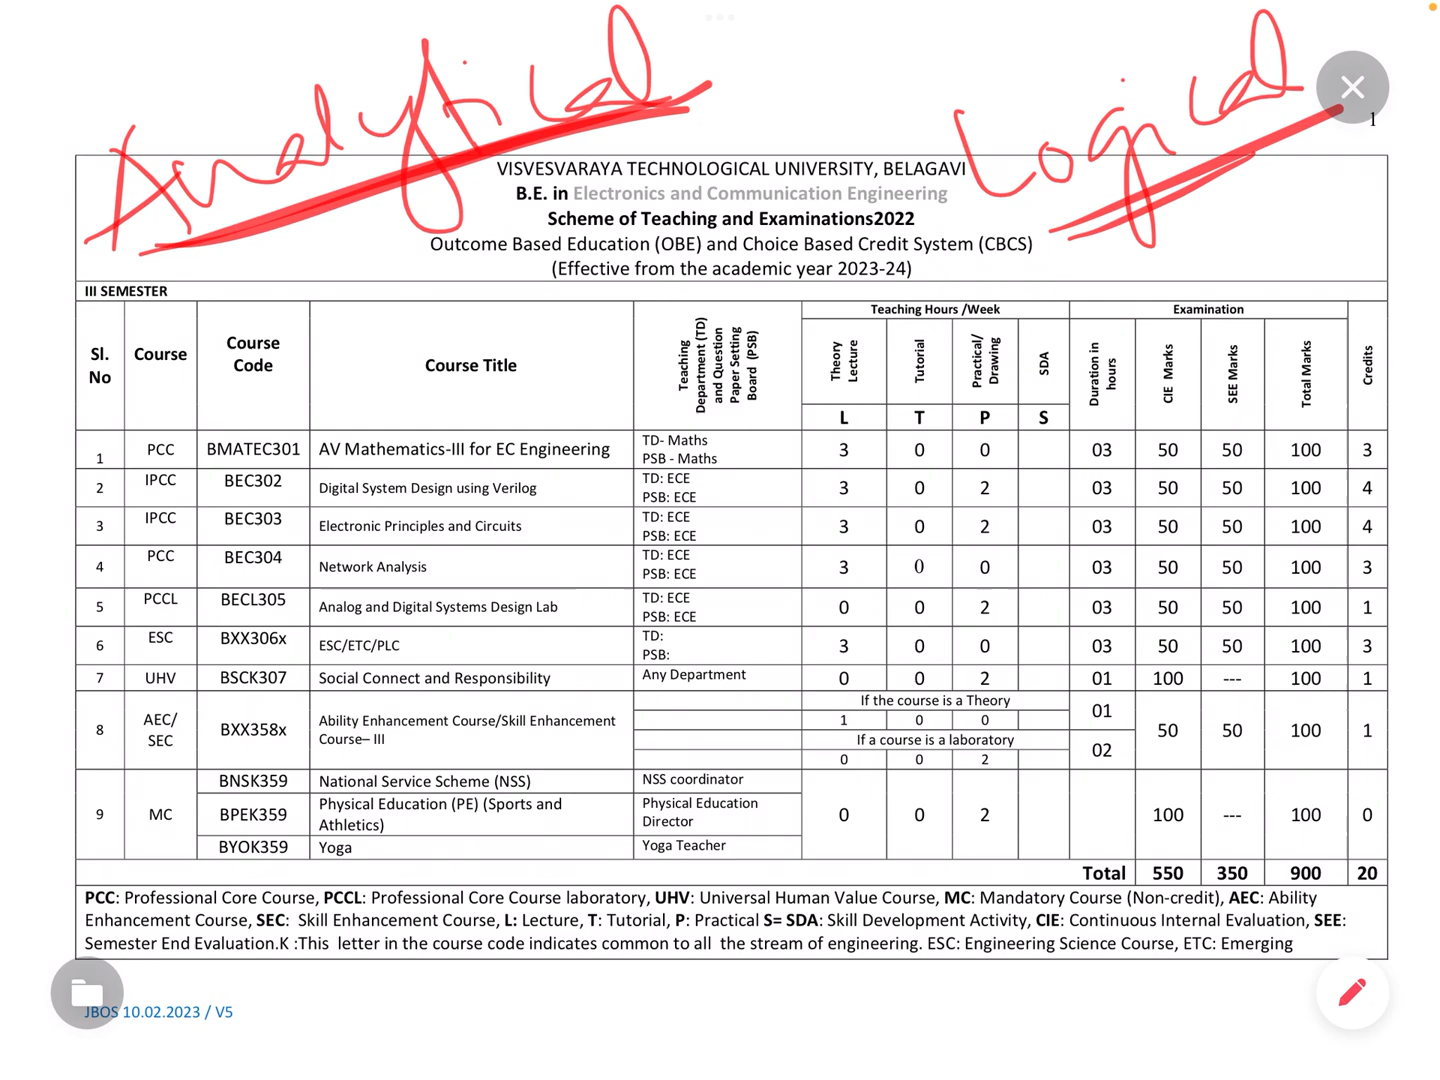 Analytical
Logical
1
VISVESVARAYA TECHNOLOGICAL UNIVERSITY, BELAGAVI
B.E. in Electronics and Communication Engineering
Scheme of Teaching and Examinations2022
Outcome Based Education (OBE) and Choice Based Credit System (CBCS)
(Effective from the academic year 2023-24)
III SEMESTER
Sl. No Course Course Code Course Title Teaching Department (TD) and Question Paper Setting Board (PSB) Teaching Hours /Week Examination Credits
Theory Lecture Tutorial Practical/ Drawing SDA Duration in hours CIE Marks SEE Marks Total Marks
L T P S
1 PCC BMATEC301 AV Mathematics-III for EC Engineering TD- Maths PSB - Maths 3 0 0 03 50 50 100 3
2 IPCC BEC302 Digital System Design using Verilog TD: ECE PSB: ECE 3 0 2 03 50 50 100 4
3 IPCC BEC303 Electronic Principles and Circuits TD: ECE PSB: ECE 3 0 2 03 50 50 100 4
4 PCC BEC304 Network Analysis TD: ECE PSB: ECE 3 0 0 03 50 50 100 3
5 PCCL BECL305 Analog and Digital Systems Design Lab TD: ECE PSB: ECE 0 0 2 03 50 50 100 1
6 ESC BXX306x ESC/ETC/PLC TD: PSB: 3 0 0 03 50 50 100 3
7 UHV BSCK307 Social Connect and Responsibility Any Department 0 0 2 01 100 --- 100 1
8 AEC/ SEC BXX358x Ability Enhancement Course/Skill Enhancement Course– III If the course is a Theory 01 50 50 100 1
1 0 0
If a course is a laboratory 02
0 0 2
9 MC BNSK359 National Service Scheme (NSS) NSS coordinator 0 0 2 100 --- 100 0
BPEK359 Physical Education (PE) (Sports and Athletics) Physical Education Director
BYOK359 Yoga Yoga Teacher
Total 550 350 900 20
PCC: Professional Core Course, PCCL: Professional Core Course laboratory, UHV: Universal Human Value Course, MC: Mandatory Course (Non-credit), AEC: Ability
Enhancement Course, SEC: Skill Enhancement Course, L: Lecture, T: Tutorial, P: Practical S= SDA: Skill Development Activity, CIE: Continuous Internal Evaluation, SEE:
Semester End Evaluation.K :This letter in the course code indicates common to all the stream of engineering. ESC: Engineering Science Course, ETC: Emerging
JBOS 10.02.2023 / V5